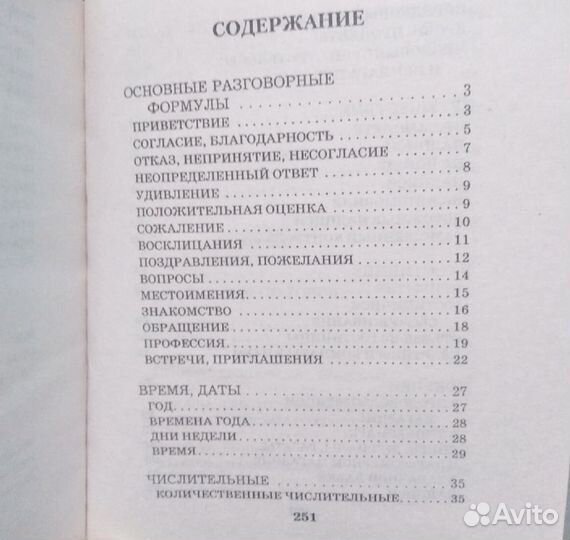 СОДЕРЖАНИЕ
ОСНОВНЫЕ РАЗГОВОРНЫЕ
ФОРМУЛЫ . . . . . . . . . . . . . . . . . . . . 3
ПРИВЕТСТВИЕ . . . . . . . . . . . . . . . . . . . . 3
СОГЛАСИЕ, БЛАГОДАРНОСТЬ . . . . . . . . . . . 5
ОТКАЗ, НЕПРИНЯТИЕ, НЕСОГЛАСИЕ . . . . . . 7
НЕОПРЕДЕЛЕННЫЙ ОТВЕТ . . . . . . . . . . . . 8
УДИВЛЕНИЕ . . . . . . . . . . . . . . . . . . . . . 9
ПОЛОЖИТЕЛЬНАЯ ОЦЕНКА . . . . . . . . . . . . 9
СОЖАЛЕНИЕ . . . . . . . . . . . . . . . . . . . . 10
ВОСКЛИЦАНИЯ . . . . . . . . . . . . . . . . . . 11
ПОЗДРАВЛЕНИЯ, ПОЖЕЛАНИЯ . . . . . . . . . 12
ВОПРОСЫ . . . . . . . . . . . . . . . . . . . . . 14
МЕСТОИМЕНИЯ. . . . . . . . . . . . . . . . . . 15
ЗНАКОМСТВО . . . . . . . . . . . . . . . . . . . 16
ОБРАЩЕНИЕ . . . . . . . . . . . . . . . . . . . 18
ПРОФЕССИЯ. . . . . . . . . . . . . . . . . . . . 19
ВСТРЕЧИ, ПРИГЛАШЕНИЯ . . . . . . . . . . . . 22
ВРЕМЯ, ДАТЫ . . . . . . . . . . . . . . . . . . 27
ГОД. . . . . . . . . . . . . . . . . . . . . . . . 27
ВРЕМЕНА ГОДА. . . . . . . . . . . . . . . . . . 28
ДНИ НЕДЕЛИ . . . . . . . . . . . . . . . . . . . 28
ВРЕМЯ. . . . . . . . . . . . . . . . . . . . . . . 29
ЧИСЛИТЕЛЬНЫЕ . . . . . . . . . . . . . . . . . 35
КОЛИЧЕСТВЕННЫЕ ЧИСЛИТЕЛЬНЫЕ. . . . . . 35
251
Avito